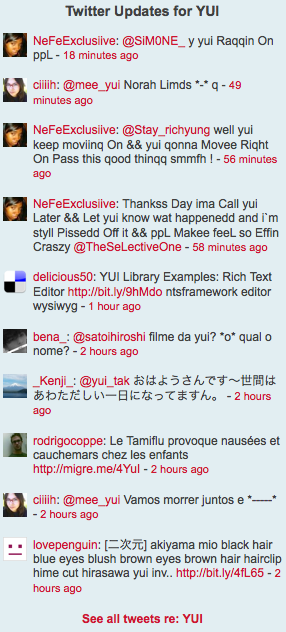 Twitter Updates for YUI
NeFeExclusiive: @SiM0NE_ y yui Raqqin On
ppL - 18 minutes ago
ciiiih: @mee_yui Norah Limds *-* q - 49
minutes ago
NeFeExclusiive: @Stay_richyung well yui
keep moviinq On && yui qonna Movee Riqht
On Pass this qood thinqq smmfh ! - 56 minutes
ago
NeFeExclusiive: Thankss Day ima Call yui
Later && Let yui know wat happenedd and i`m
styll Pissedd Off it && ppL Makee feeL so Effin
Craszy @TheSeLectiveOne - 58 minutes ago
delicious50: YUI Library Examples: Rich Text
Editor http://bit.ly/9hMdo ntsframework editor
wysiwyg - 1 hour ago
bena_: @satoihiroshi filme da yui? *o* qual o
nome? - 2 hours ago
_Kenji_: @yui_tak おはようさんです〜世間は
あわただしい一日になってますん。 - 2 hours
ago
rodrigocoppe: Le Tamiflu provoque nausées et
cauchemars chez les enfants
http://migre.me/4YuI - 2 hours ago
ciiiih: @mee_yui Vamos morrer juntos e *-----*
- 2 hours ago
lovepenguin: [二次元] akiyama mio black hair
blue eyes blush brown eyes brown hair hairclip
hime cut hirasawa yui inv.. http://bit.ly/4fL65 - 2
hours ago
See all tweets re: YUI